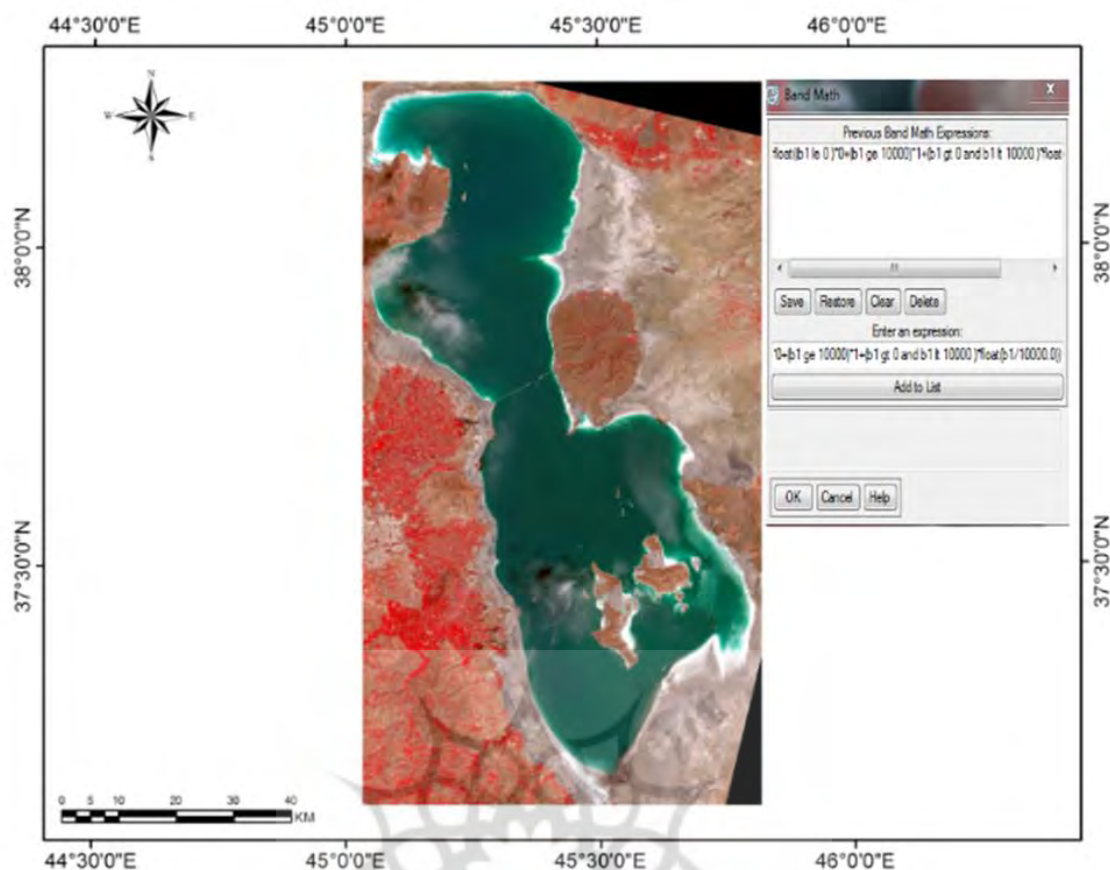 44°30'0"E 45°0'0"E 45°30'0"E 46°0'0"E
N
W E
S
38°0'0"N
37°30'0"N
Band Math
X
Previous Band Math Expressions:
float((b1 le 0 )*0+(b1 ge 10000)*1+(b1 gt 0 and b1 lt 10000 )*float
Save Restore Clear Delete
Enter an expression:
'0+(b1 ge 10000)*1+(b1 gt 0 and b1 lt 10000 )*float(b1/10000.0))
Add to List
OK Cancel Help
38°0'0"N
37°30'0"N
0 5 10 20 30 40
KM
44°30'0"E 45°0'0"E 45°30'0"E 46°0'0"E